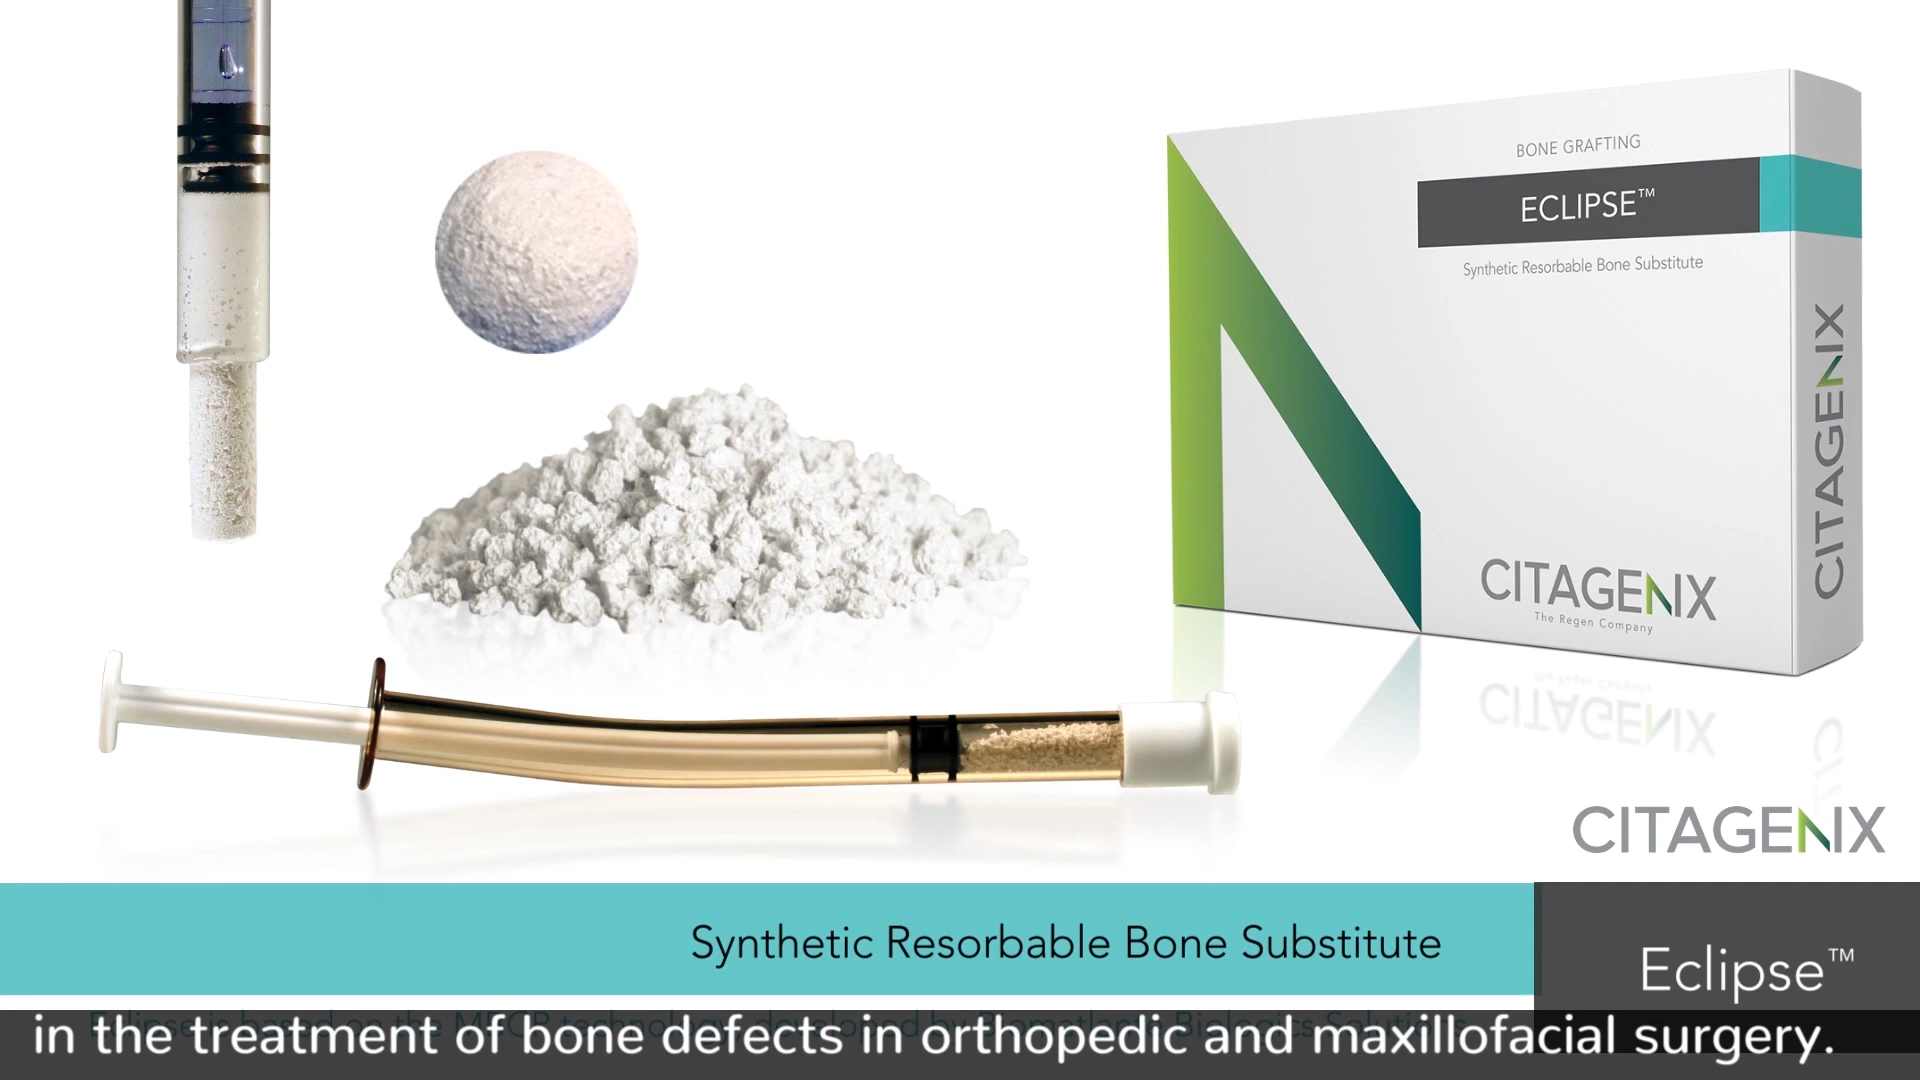 BONE GRAFTING
ECLIPSE™
Synthetic Resorbable Bone Substitute
CITAGENIX
The Regen Company
CITAGENIX
CITAGENIX
Synthetic Resorbable Bone Substitute
Eclipse™
in the treatment of bone defects in orthopedic and maxillofacial surgery.